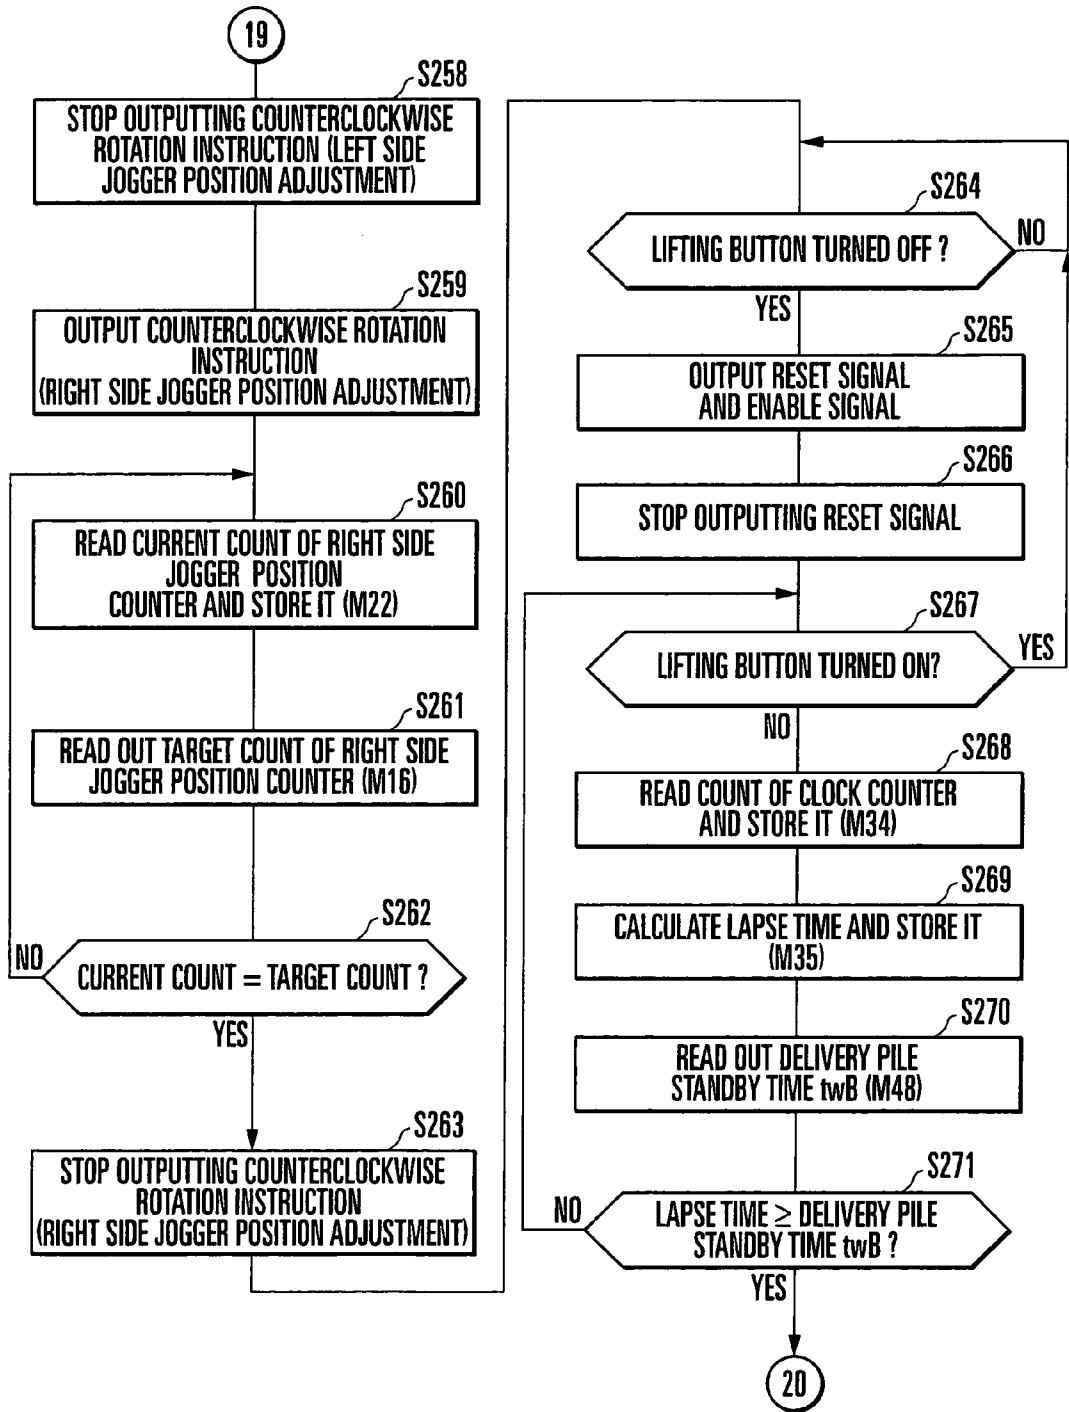 19
S258
STOP OUTPUTTING COUNTERCLOCKWISE
ROTATION INSTRUCTION (LEFT SIDE
JOGGER POSITION ADJUSTMENT)
S259
OUTPUT COUNTERCLOCKWISE ROTATION
INSTRUCTION
(RIGHT SIDE JOGGER POSITION ADJUSTMENT)
S260
READ CURRENT COUNT OF RIGHT SIDE
JOGGER POSITION
COUNTER AND STORE IT (M22)
S261
READ OUT TARGET COUNT OF RIGHT SIDE
JOGGER POSITION COUNTER (M16)
S262
NO
CURRENT COUNT = TARGET COUNT ?
YES
S263
STOP OUTPUTTING COUNTERCLOCKWISE
ROTATION INSTRUCTION
(RIGHT SIDE JOGGER POSITION ADJUSTMENT)
S264
LIFTING BUTTON TURNED OFF ?
NO
YES
S265
OUTPUT RESET SIGNAL
AND ENABLE SIGNAL
S266
STOP OUTPUTTING RESET SIGNAL
S267
LIFTING BUTTON TURNED ON?
YES
NO
S268
READ COUNT OF CLOCK COUNTER
AND STORE IT (M34)
S269
CALCULATE LAPSE TIME AND STORE IT
(M35)
S270
READ OUT DELIVERY PILE
STANDBY TIME twB (M48)
S271
NO
LAPSE TIME ≥ DELIVERY PILE
STANDBY TIME twB ?
YES
20